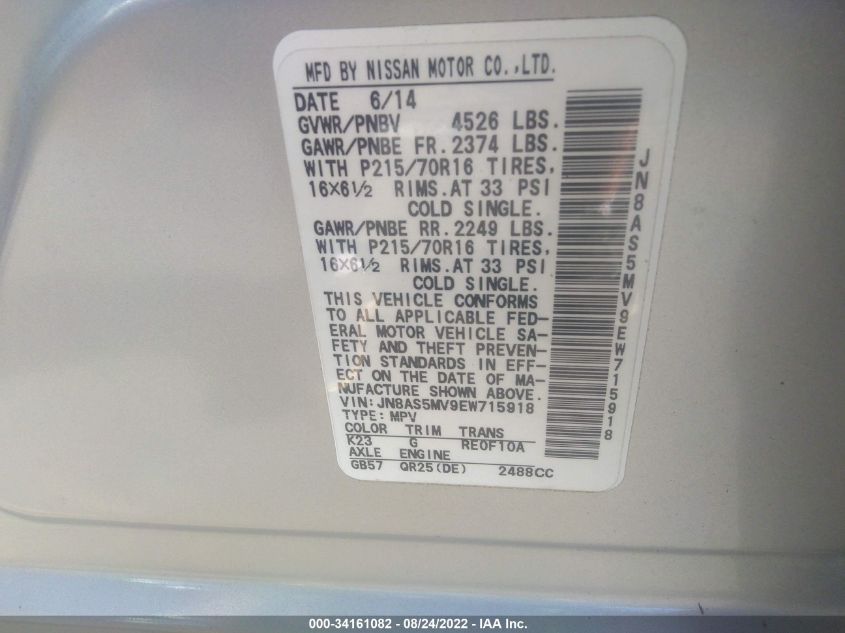 MFD BY NISSAN MOTOR CO.,LTD.
DATE 6/14
GVWR/PNBV 4526 LBS.
GAWR/PNBE FR. 2374 LBS.
WITH P215/70R16 TIRES,
16X6½ RIMS. AT 33 PSI
COLD SINGLE.
GAWR/PNBE RR. 2249 LBS.
WITH P215/70R16 TIRES,
16X6½ RIMS. AT 33 PSI
COLD SINGLE.
THIS VEHICLE CONFORMS
TO ALL APPLICABLE FED-
ERAL MOTOR VEHICLE SA-
FETY AND THEFT PREVEN-
TION STANDARDS IN EFF-
ECT ON THE DATE OF MA-
NUFACTURE SHOWN ABOVE.
VIN:JN8AS5MV9EW715918
TYPE:MPV
COLOR TRIM TRANS
K23 G RE0F10A
AXLE ENGINE
GB57 QR25(DE) 2488CC
JN8AS5MV9EW715918
000-34161082 - 08/24/2022 - IAA Inc.